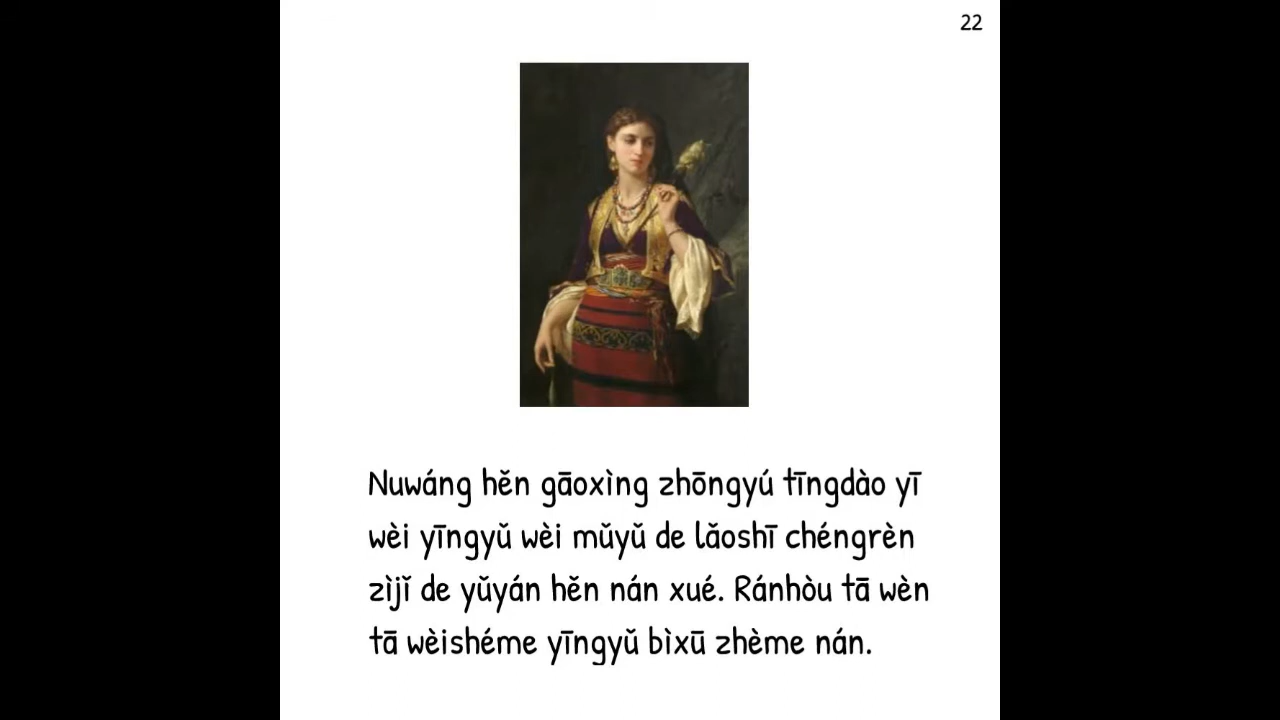 22
Nuwáng hěn gāoxìng zhōngyú tīngdào yī
wèi yīngyǔ wèi mǔyǔ de lǎoshī chéngrèn
zìjǐ de yǔyán hěn nán xué. Ránhòu tā wèn
tā wèishéme yīngyǔ bìxū zhème nán.